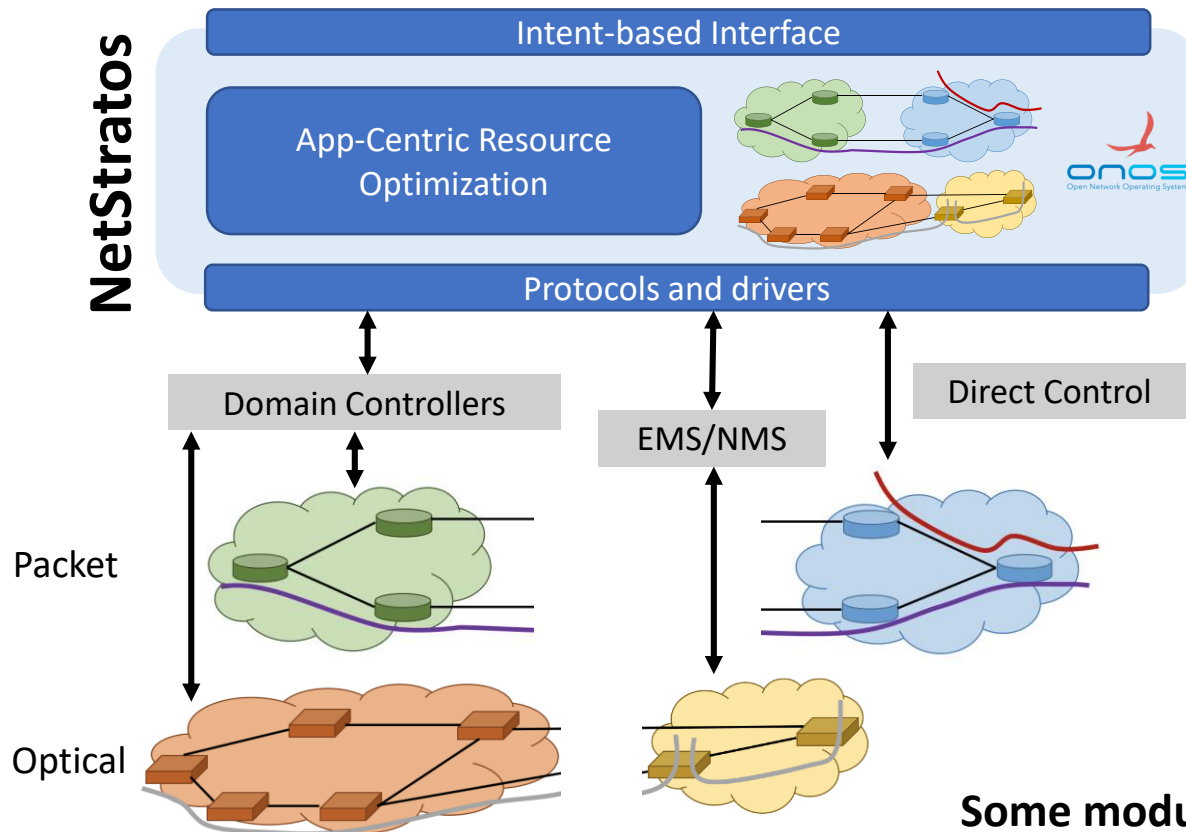 NetStratos
Intent-based Interface
App-Centric Resource
Optimization
onos
Open Network Operating System
Protocols and drivers
Domain Controllers
EMS/NMS
Direct Control
Packet
Optical
Some modu